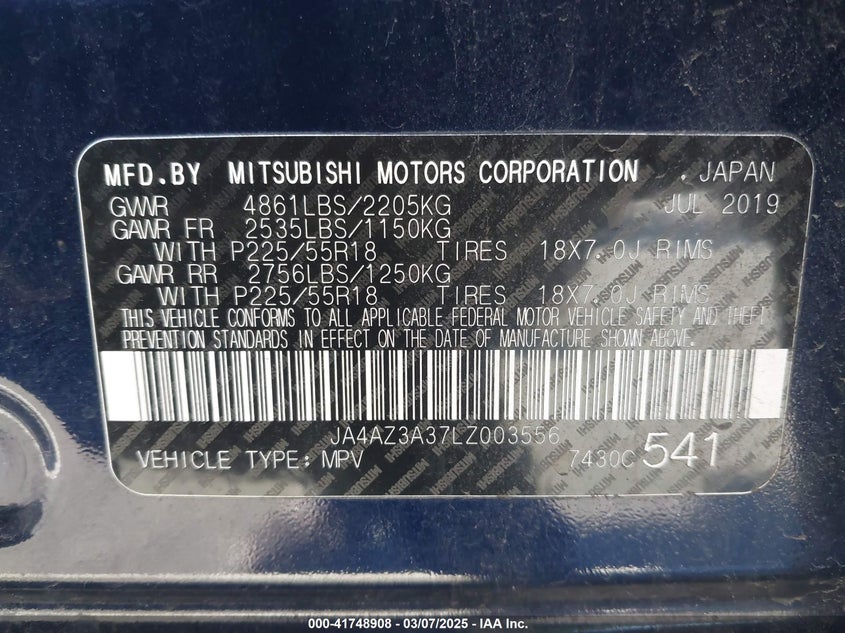 MFD.BY MITSUBISHI MOTORS CORPORATION . JAPAN
GVWR 4861LBS/2205KG JUL 2019
GAWR FR 2535LBS/1150KG
WITH P225/55R18 TIRES 18X7.0J RIMS
GAWR RR 2756LBS/1250KG
WITH P225/55R18 TIRES 18X7.0J RIMS
THIS VEHICLE CONFORMS TO ALL APPLICABLE FEDERAL MOTOR VEHICLE SAFETY AND THEFT
PREVENTION STANDARDS IN EFFECT ON THE DATE OF MANUFACTURE SHOWN ABOVE.
JA4AZ3A37LZ003556
VEHICLE TYPE: MPV 7430C 541
000-41748908 - 03/07/2025 - IAA Inc.